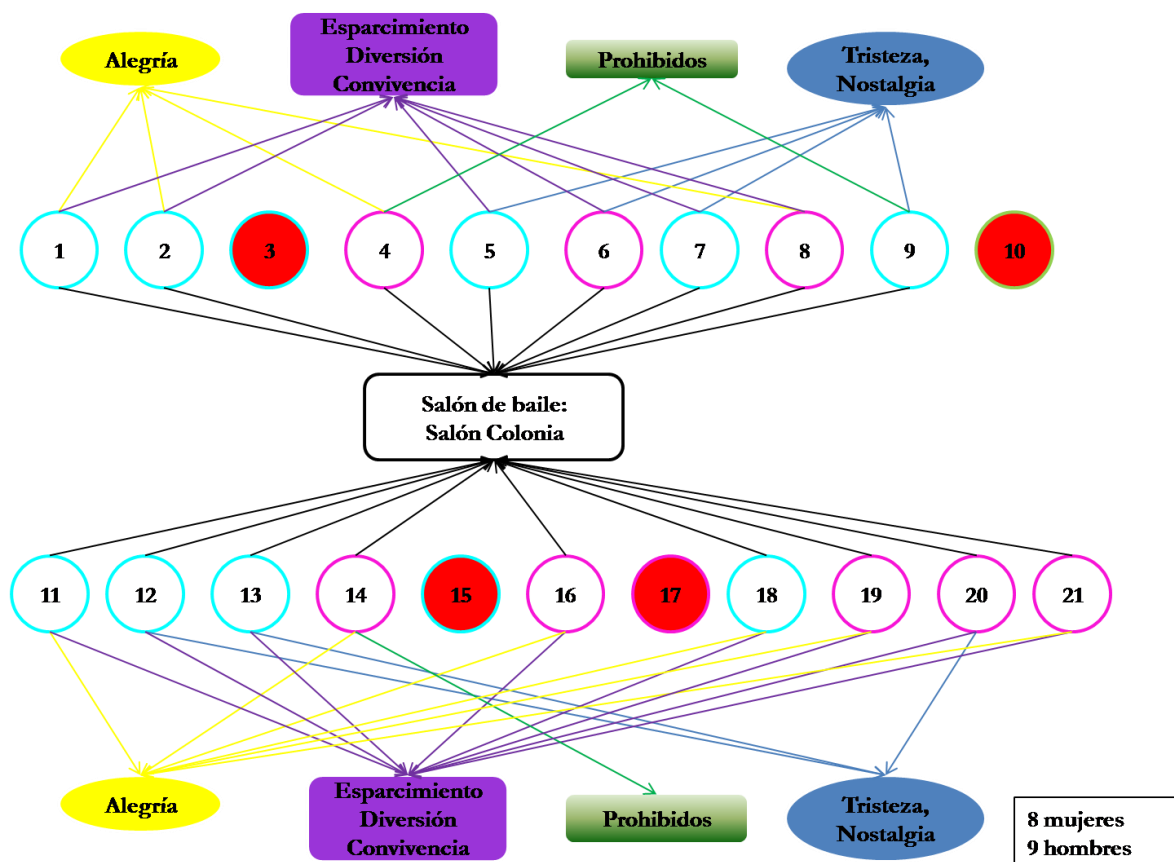 Alegría
Esparcimiento
Diversión
Convivencia
Prohibidos
Tristeza,
Nostalgia
1
2
3
4
5
6
7
8
9
10
Salón de baile:
Salón Colonia
11
12
13
14
15
16
17
18
19
20
21
Alegría
Esparcimiento
Diversión
Convivencia
Prohibidos
Tristeza,
Nostalgia
8 mujeres
9 hombres